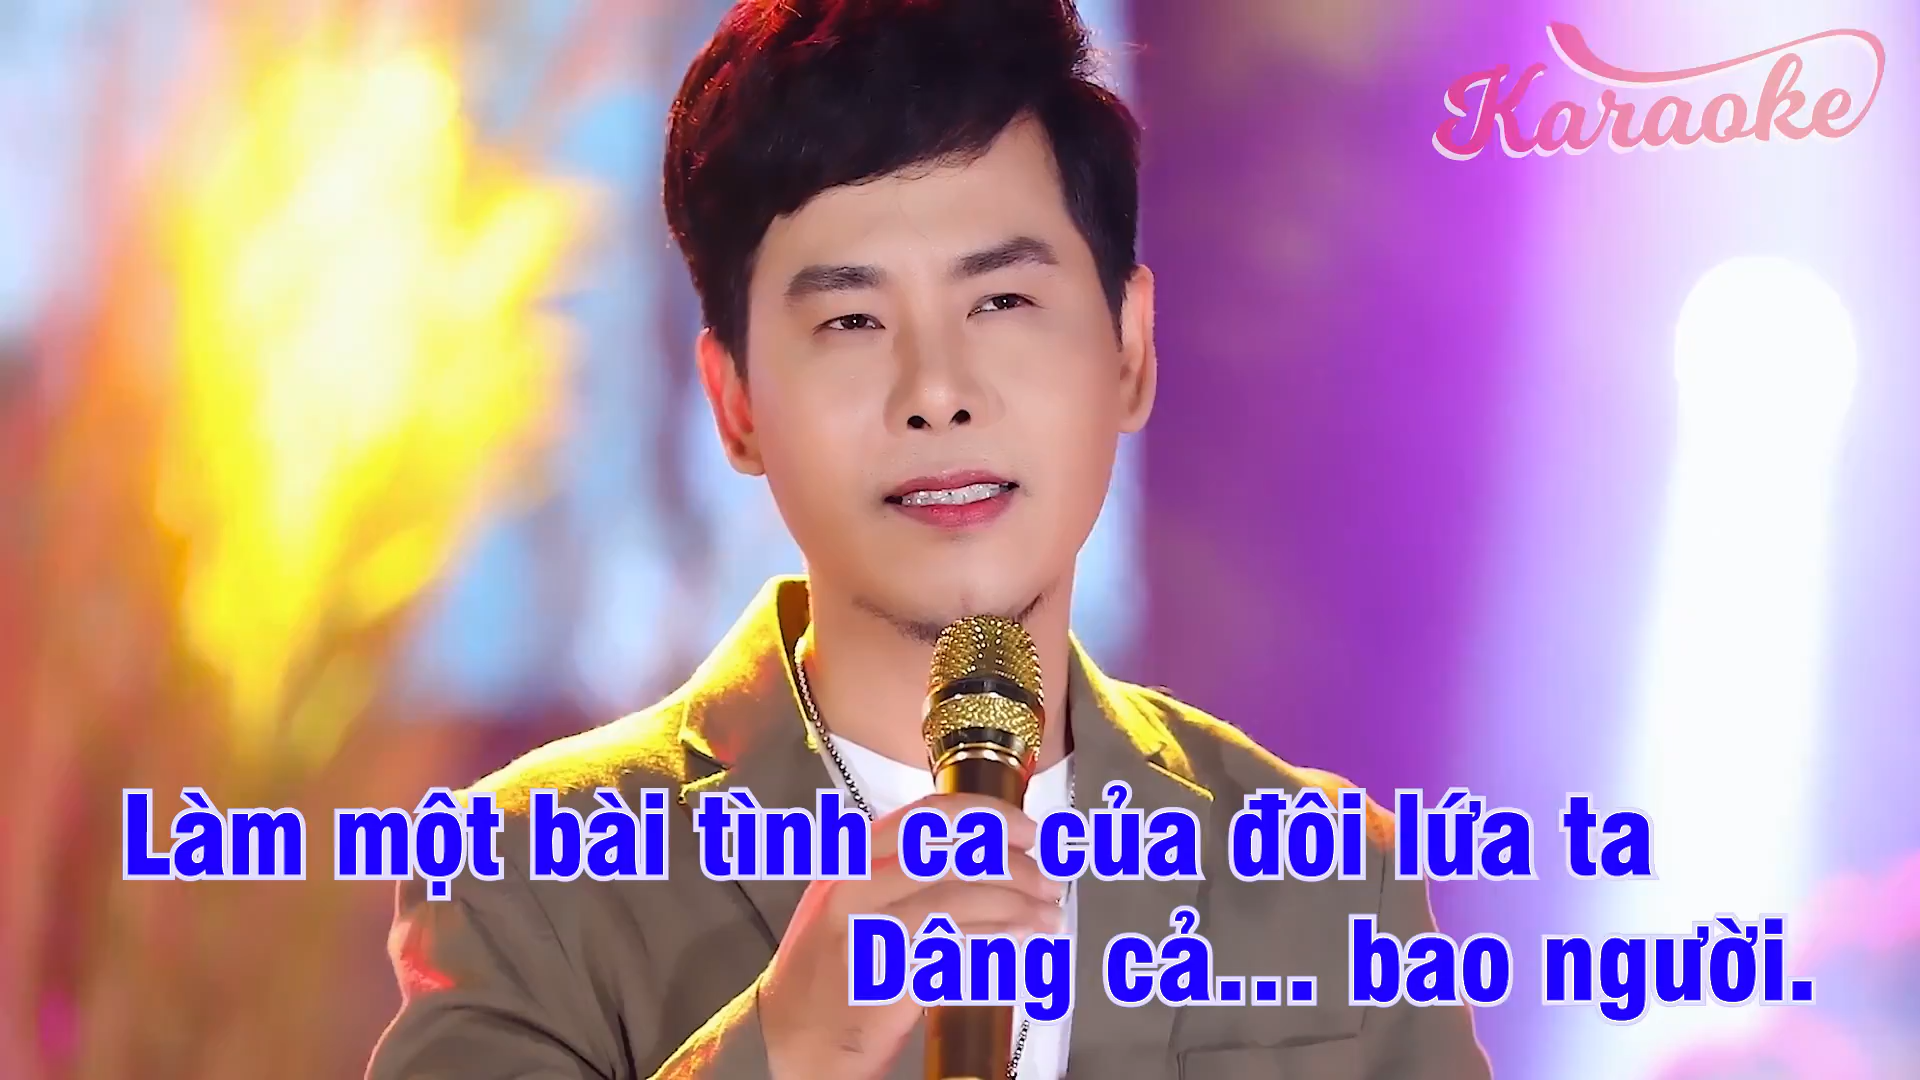 Karaoke
Làm một bài tình ca của đôi lứa ta
Dâng cả... bao người.